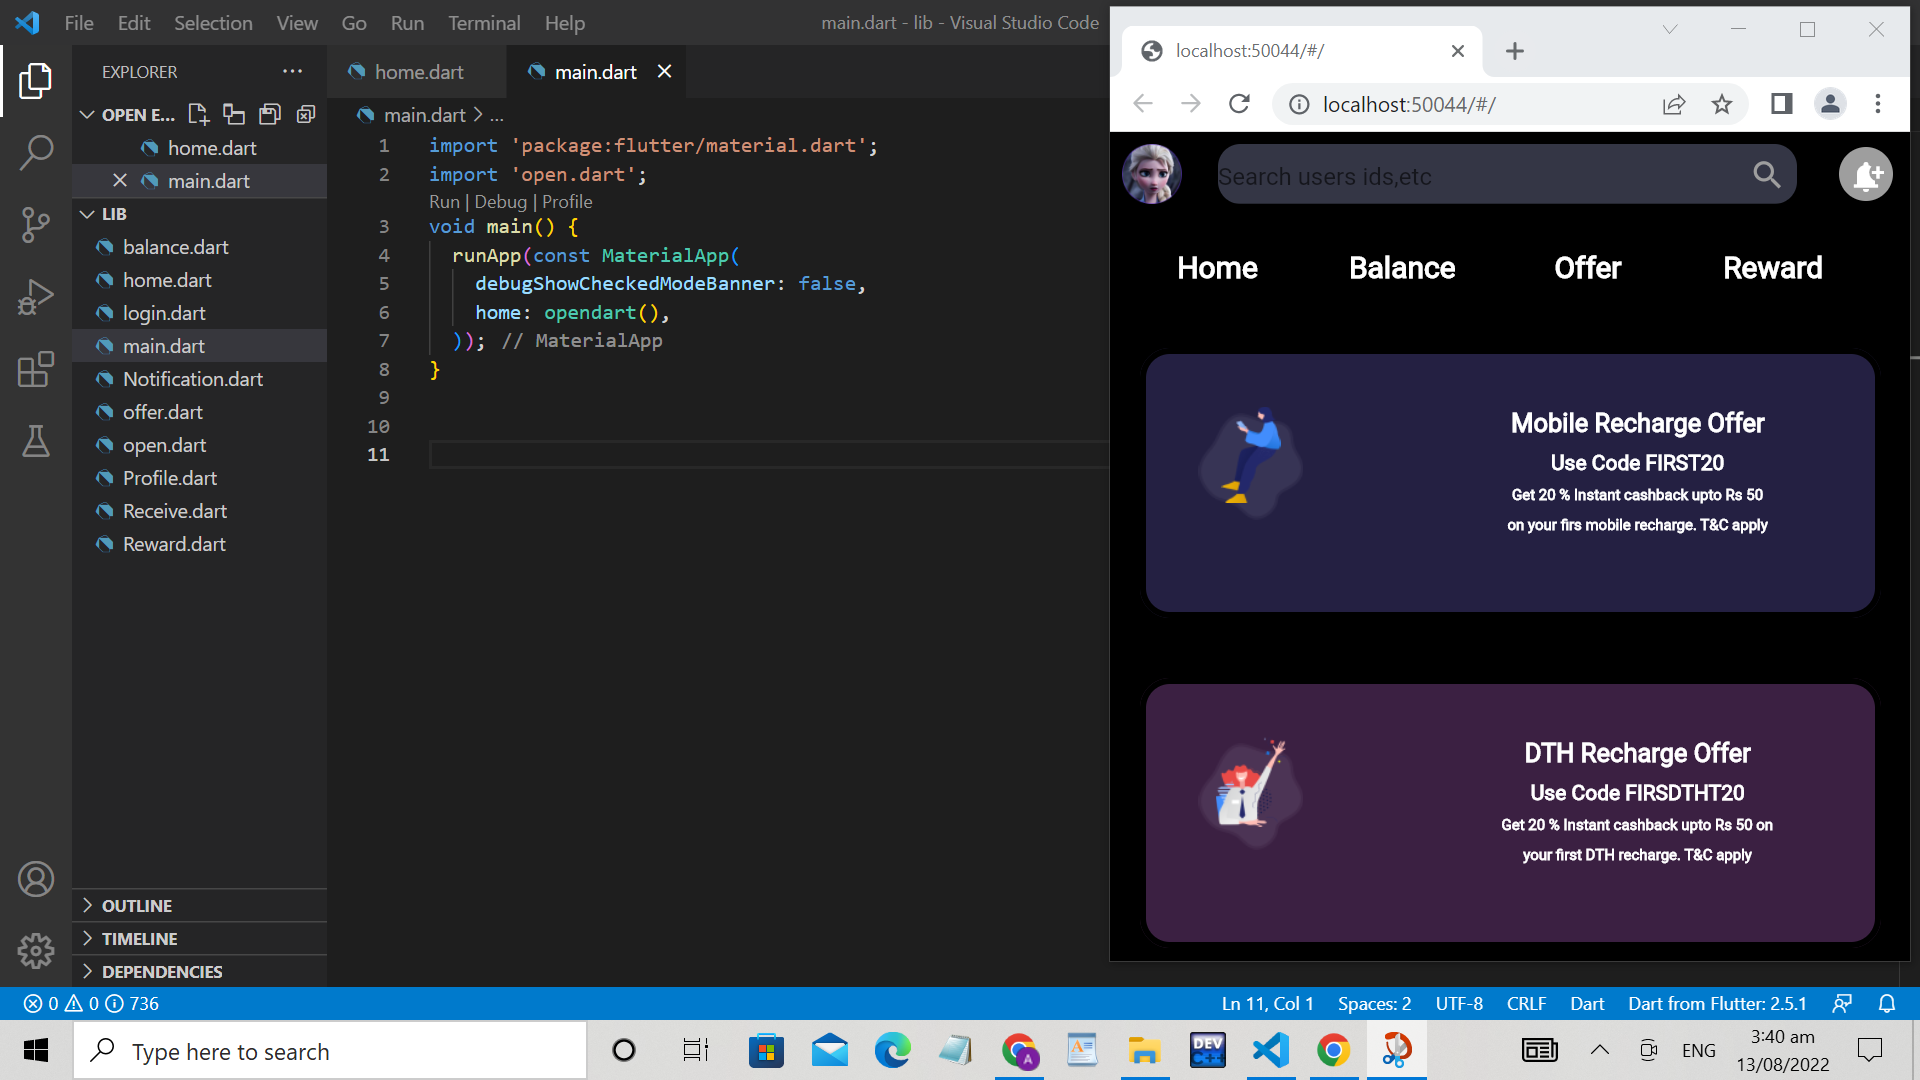 File Edit Selection View Go Run Terminal Help
main.dart - lib - Visual Studio Code
EXPLORER
OPEN E...
home.dart
main.dart
LIB
balance.dart
home.dart
login.dart
main.dart
Notification.dart
offer.dart
open.dart
Profile.dart
Receive.dart
Reward.dart
OUTLINE
TIMELINE
DEPENDENCIES
home.dart
main.dart
main.dart > ...
1 import 'package:flutter/material.dart';
2 import 'open.dart';
Run | Debug | Profile
3 void main() {
4 runApp(const MaterialApp(
5 debugShowCheckedModeBanner: false,
6 home: opendart(),
7 )); // MaterialApp
8 }
9
10
11
localhost:50044/#/
localhost:50044/#/
Search users ids,etc
Home Balance Offer Reward
Mobile Recharge Offer
Use Code FIRST20
Get 20 % Instant cashback upto Rs 50
on your firs mobile recharge. T&C apply
DTH Recharge Offer
Use Code FIRSDTHT20
Get 20 % Instant cashback upto Rs 50 on
your first DTH recharge. T&C apply
0 0 736
Ln 11, Col 1 Spaces: 2 UTF-8 CRLF Dart Dart from Flutter: 2.5.1
Type here to search
A
DEV
C++
ENG
3:40 am
13/08/2022